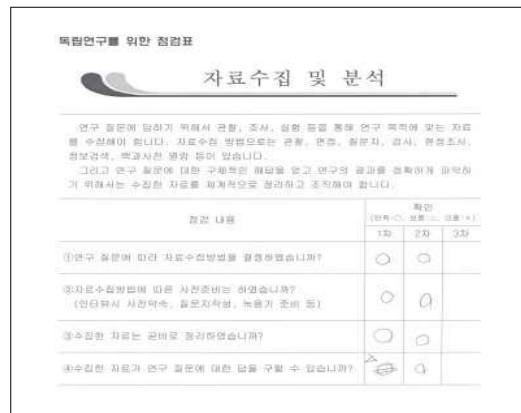 독립연구를 위한 점검표
자료수집 및 분석
연구 질문에 답하기 위해서 관찰, 조사, 실험 등을 통해 연구 목적에 맞는 자료
를 수집해야 합니다. 자료수집 방법으로는 관찰, 면접, 질문지, 검사, 현장조사,
정보검색, 백과사전 열람 등이 있습니다.
그리고 연구 질문에 대한 구체적인 해답을 얻고 연구의 결과를 정확하게 파악하
기 위해서는 수집한 자료를 체계적으로 정리하고 조직해야 합니다.
점검 내용
확인
(만족:○, 보통:△, 미흡:×)
1차 2차 3차
①연구 질문에 따라 자료수집방법을 결정하였습니까? ○ ○
②자료수집방법에 따른 사전준비는 하였습니까? ○ ○
(인터뷰시 사전약속, 질문지작성, 녹음기 준비 등)
③수집한 자료는 곧바로 정리하였습니까? ○ ○
④수집한 자료가 연구 질문에 대한 답을 구할 수 있습니까? △ ○